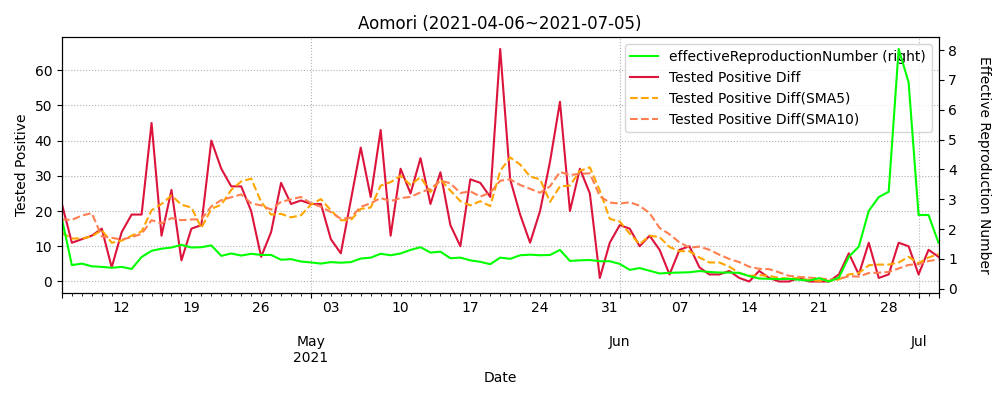 Aomori (2021-04-06~2021-07-05)
effectiveReproductionNumber (right)
Tested Positive Diff
Tested Positive Diff(SMA5)
Tested Positive Diff(SMA10)
Tested Positive
60
50
40
30
20
10
0
8
7
6
5
4
3
2
1
0
Effective Reproduction Number
12 19 26 03 10 17 24 31 07 14 21 28
May Jun Jul
2021
Date